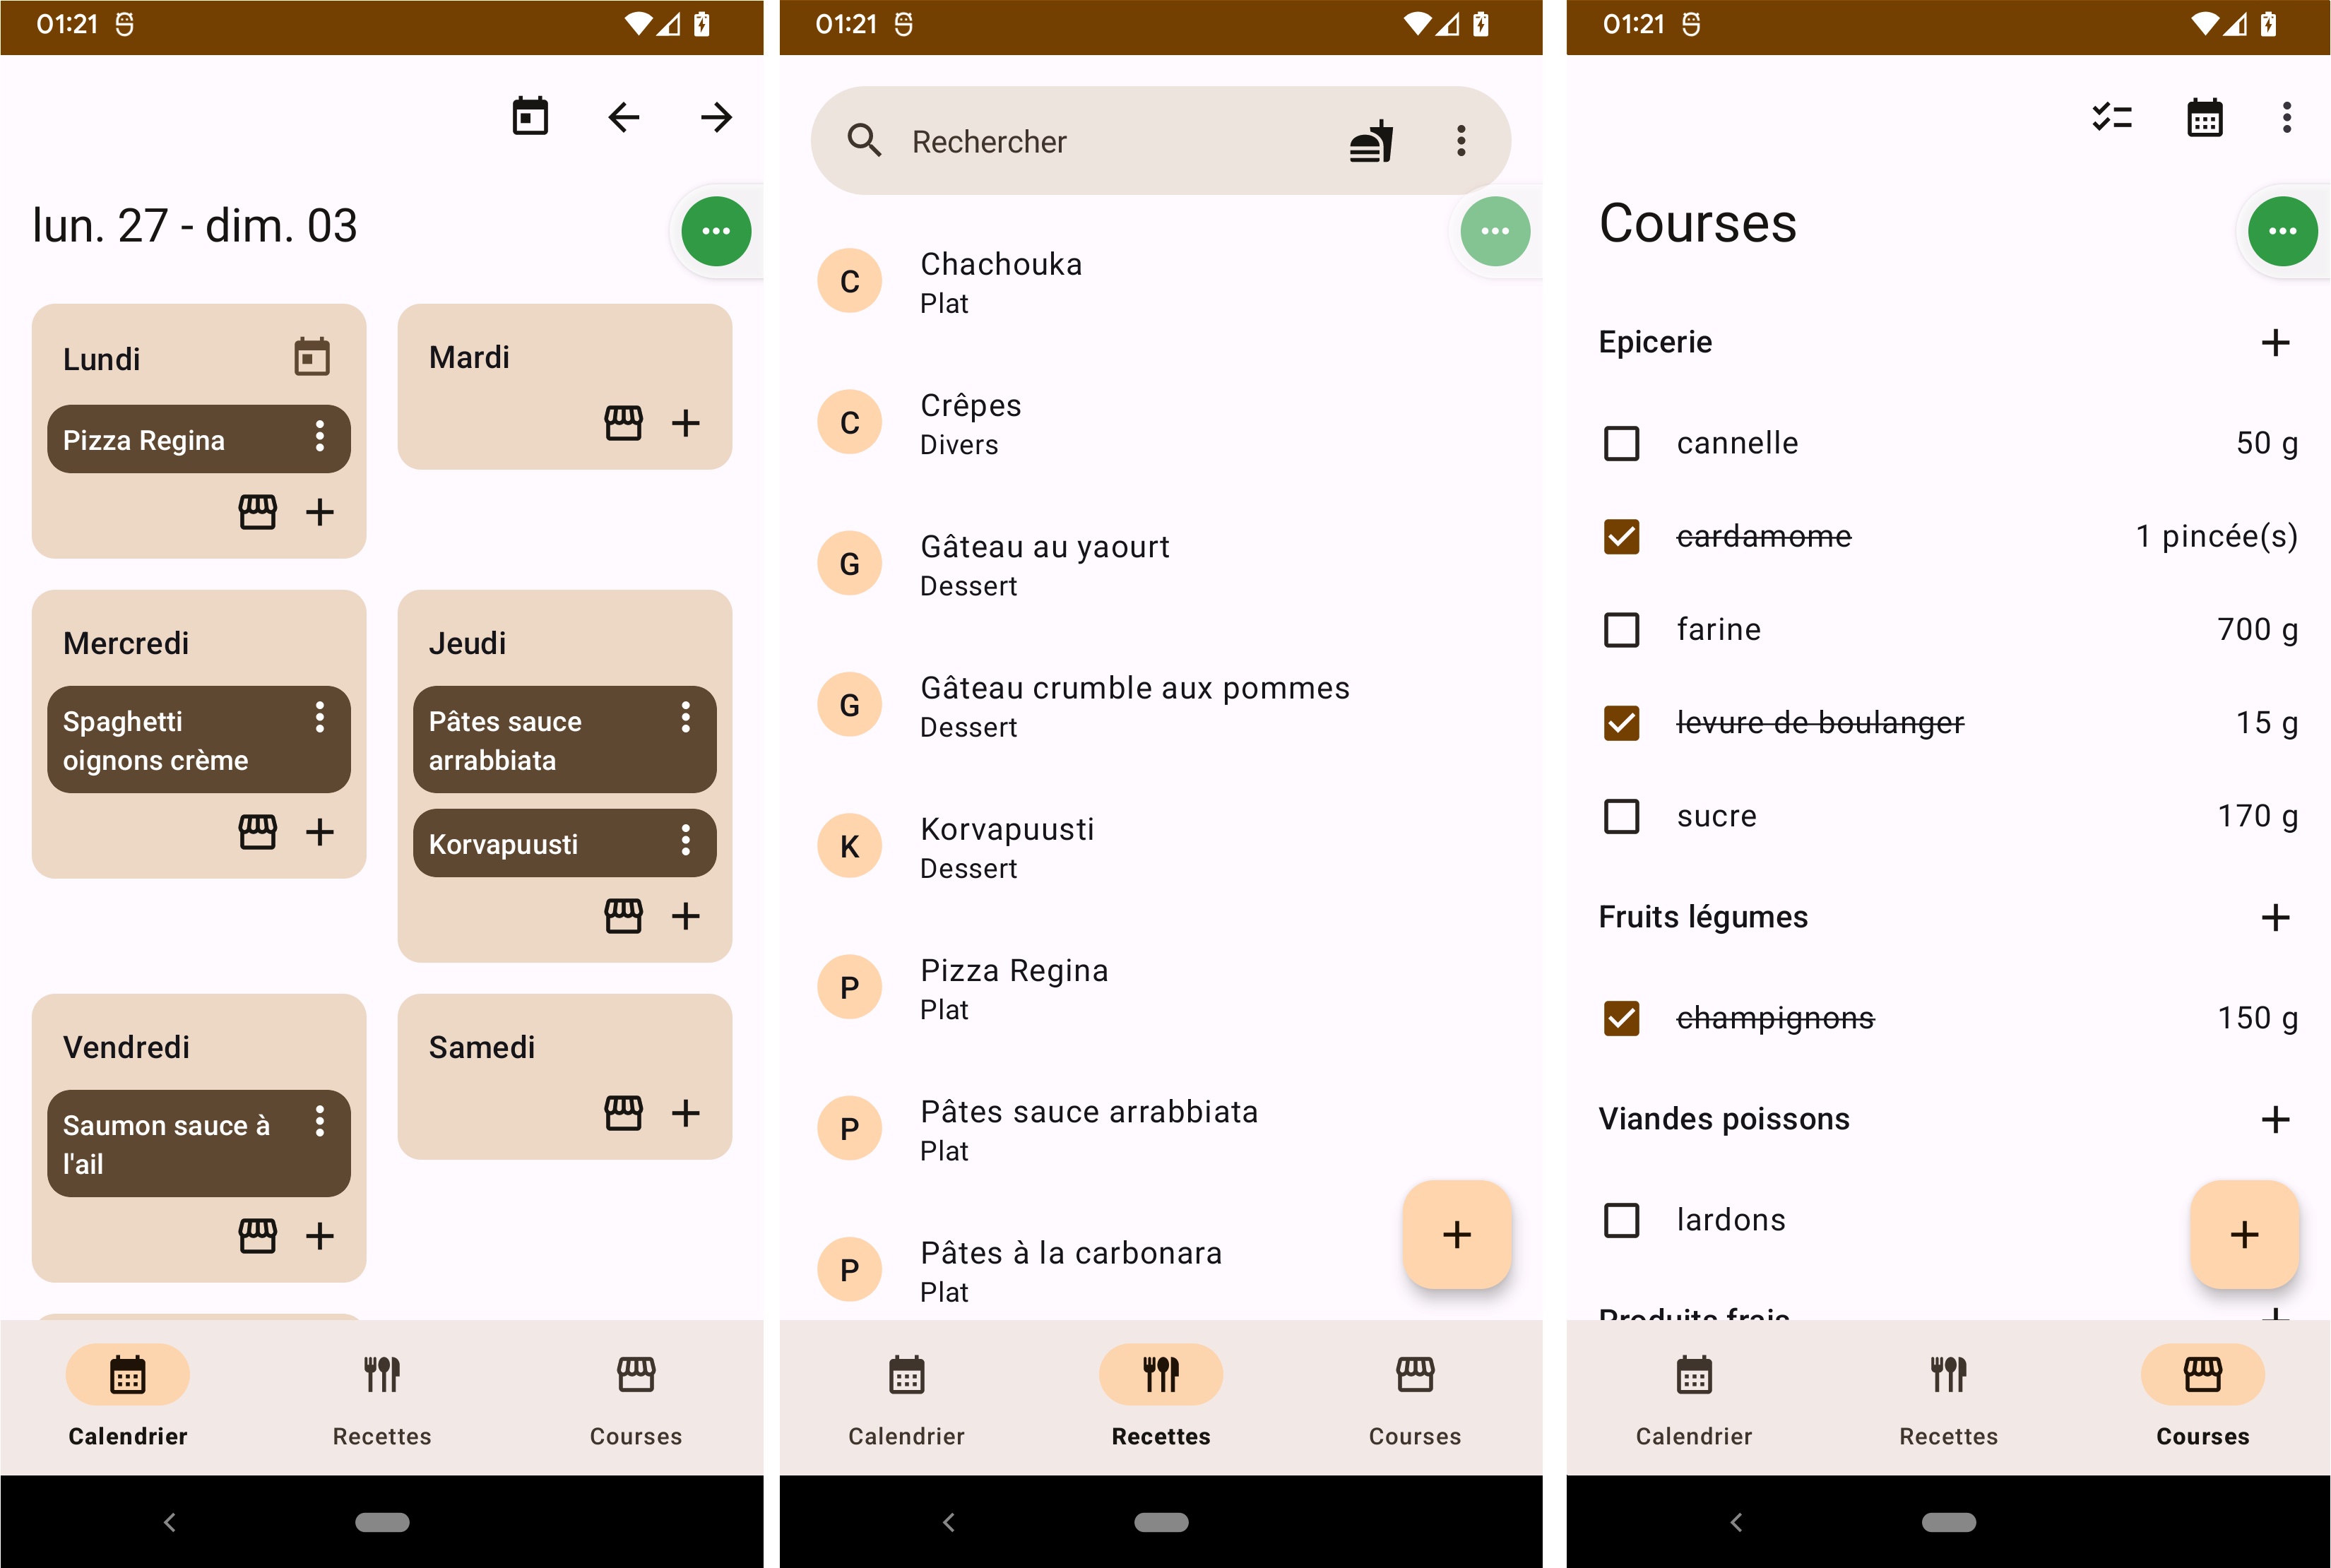 01:21
lun. 27 - dim. 03
Lundi
Pizza Regina
Mardi
Mercredi
Spaghetti
oignons crème
Jeudi
Pâtes sauce
arrabbiata
Korvapuusti
Vendredi
Saumon sauce à
l'ail
Samedi
Calendrier
Recettes
Courses
01:21
Rechercher
C
Chachouka
Plat
C
Crêpes
Divers
G
Gâteau au yaourt
Dessert
G
Gâteau crumble aux pommes
Dessert
K
Korvapuusti
Dessert
P
Pizza Regina
Plat
P
Pâtes sauce arrabbiata
Plat
P
Pâtes à la carbonara
Plat
Calendrier
Recettes
Courses
01:21
Courses
Epicerie
cannelle 50 g
cardamome 1 pincée(s)
farine 700 g
levure de boulanger 15 g
sucre 170 g
Fruits légumes
champignons 150 g
Viandes poissons
lardons
Produits frais
Calendrier
Recettes
Courses